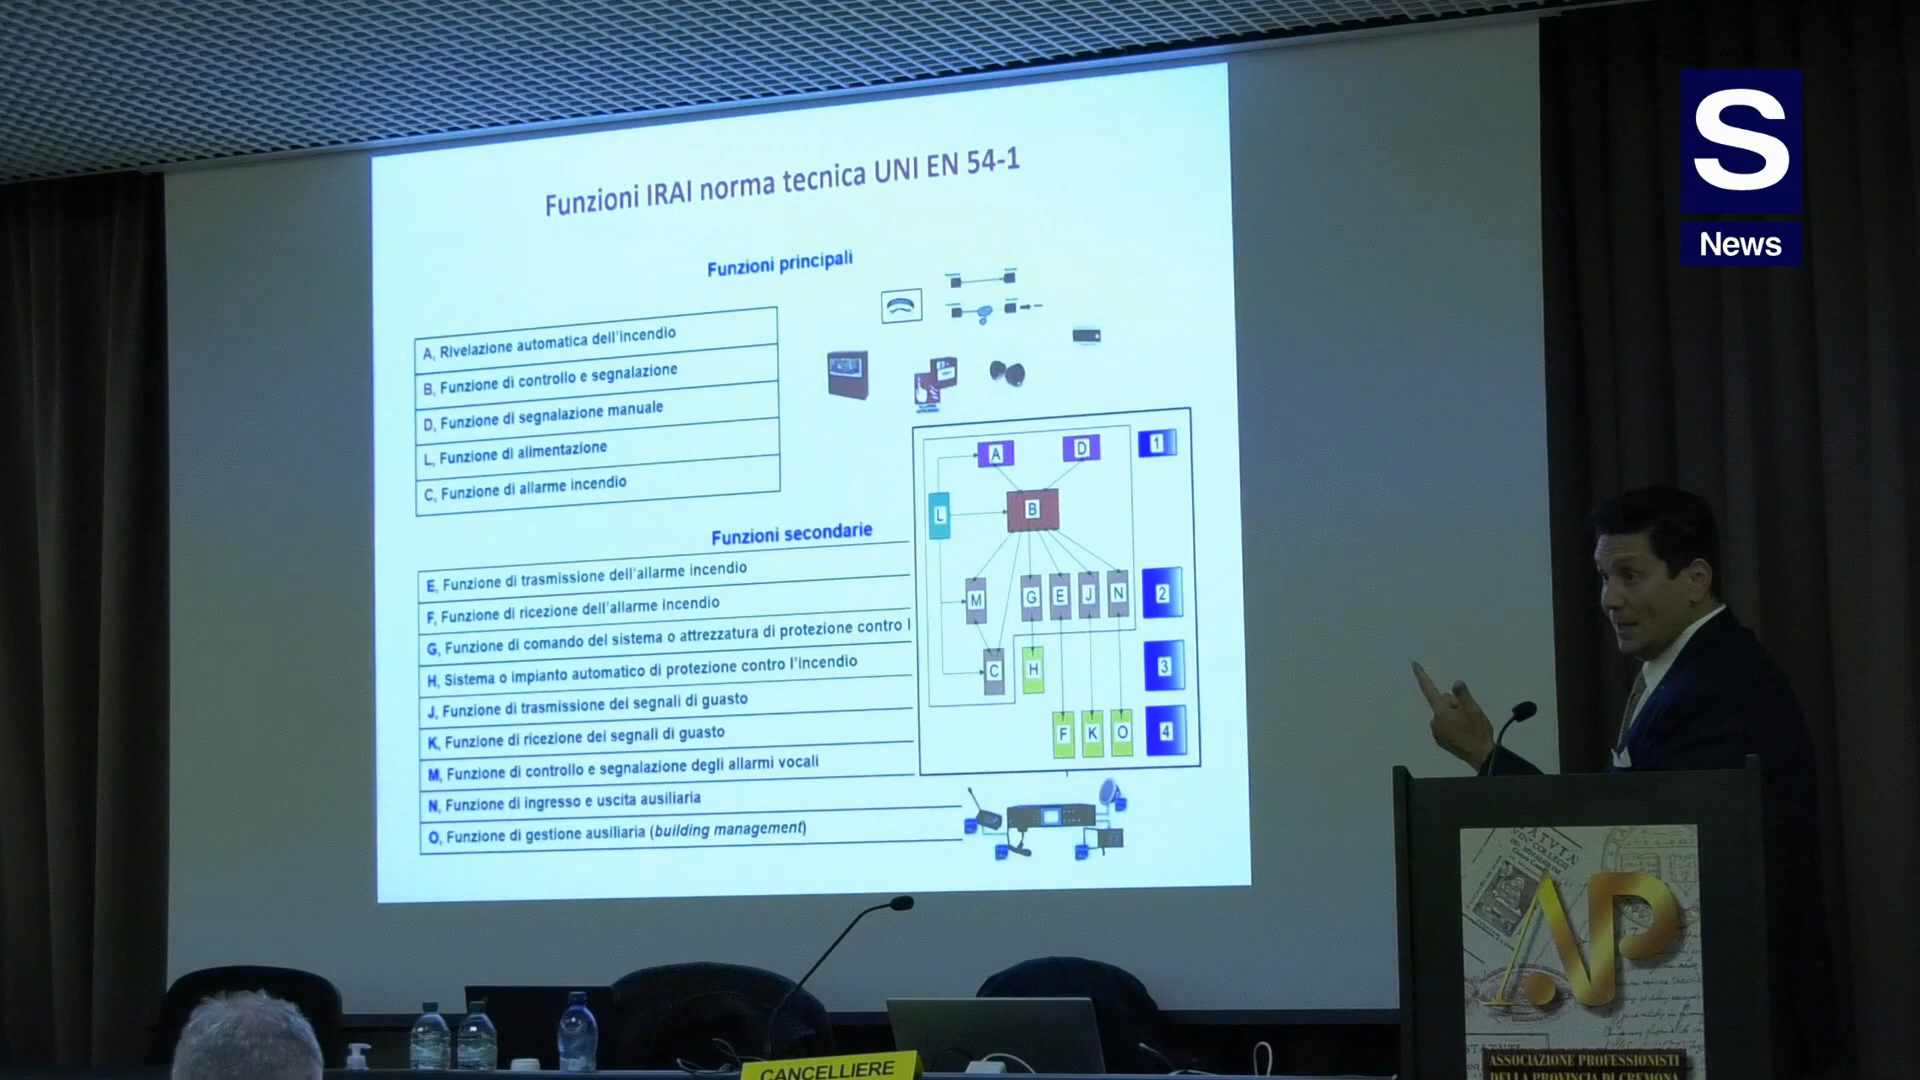 S
News
Funzioni IRAI norma tecnica UNI EN 54-1
Funzioni principali
A, Rivelazione automatica dell'incendio
B, Funzione di controllo e segnalazione
D, Funzione di segnalazione manuale
L, Funzione di alimentazione
C, Funzione di allarme incendio
Funzioni secondarie
E, Funzione di trasmissione dell'allarme incendio
F, Funzione di ricezione dell'allarme incendio
G, Funzione di comando del sistema o attrezzatura di protezione contro l
H, Sistema o impianto automatico di protezione contro l'incendio
J, Funzione di trasmissione dei segnali di guasto
K, Funzione di ricezione dei segnali di guasto
M, Funzione di controllo e segnalazione degli allarmi vocali
N, Funzione di ingresso e uscita ausiliaria
O, Funzione di gestione ausiliaria (building management)
A D 1
L B
M G E J N 2
C H 3
F K O 4
CANCELLIERE
AP
ASSOCIAZIONE PROFESSIONISTI
DELLA PROVINCIA DI CREMONA